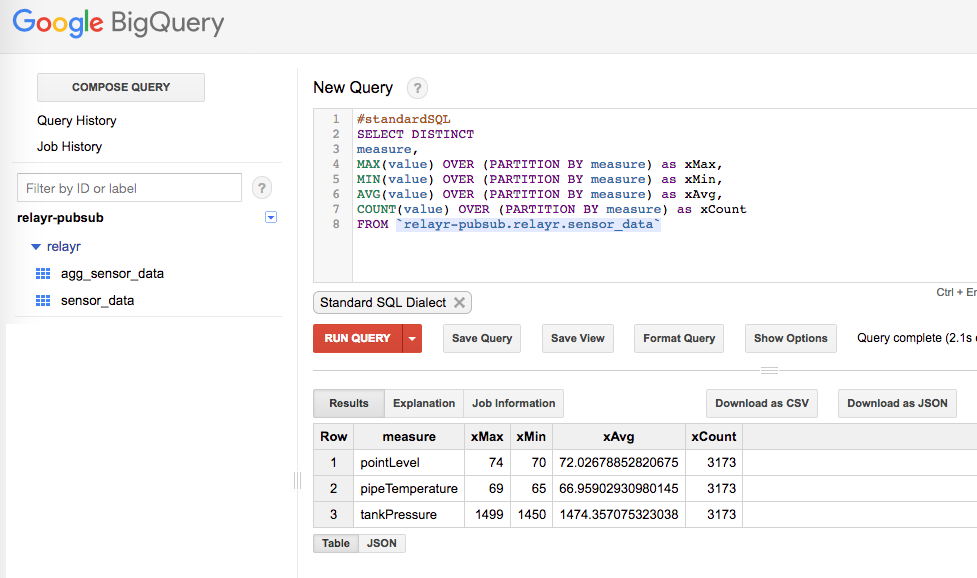 Google BigQuery
COMPOSE QUERY
Query History
Job History
Filter by ID or label
?
relayr-pubsub
relayr
agg_sensor_data
sensor_data
New Query ?
1 #standardSQL
2 SELECT DISTINCT
3 measure,
4 MAX(value) OVER (PARTITION BY measure) as xMax,
5 MIN(value) OVER (PARTITION BY measure) as xMin,
6 AVG(value) OVER (PARTITION BY measure) as xAvg,
7 COUNT(value) OVER (PARTITION BY measure) as xCount
8 FROM `relayr-pubsub.relayr.sensor_data`
Ctrl + En
Standard SQL Dialect
RUN QUERY Save Query Save View Format Query Show Options Query complete (2.1s e
Results Explanation Job Information Download as CSV Download as JSON
Row measure xMax xMin xAvg xCount
1 pointLevel 74 70 72.02678852820675 3173
2 pipeTemperature 69 65 66.95902930980145 3173
3 tankPressure 1499 1450 1474.357075323038 3173
Table JSON